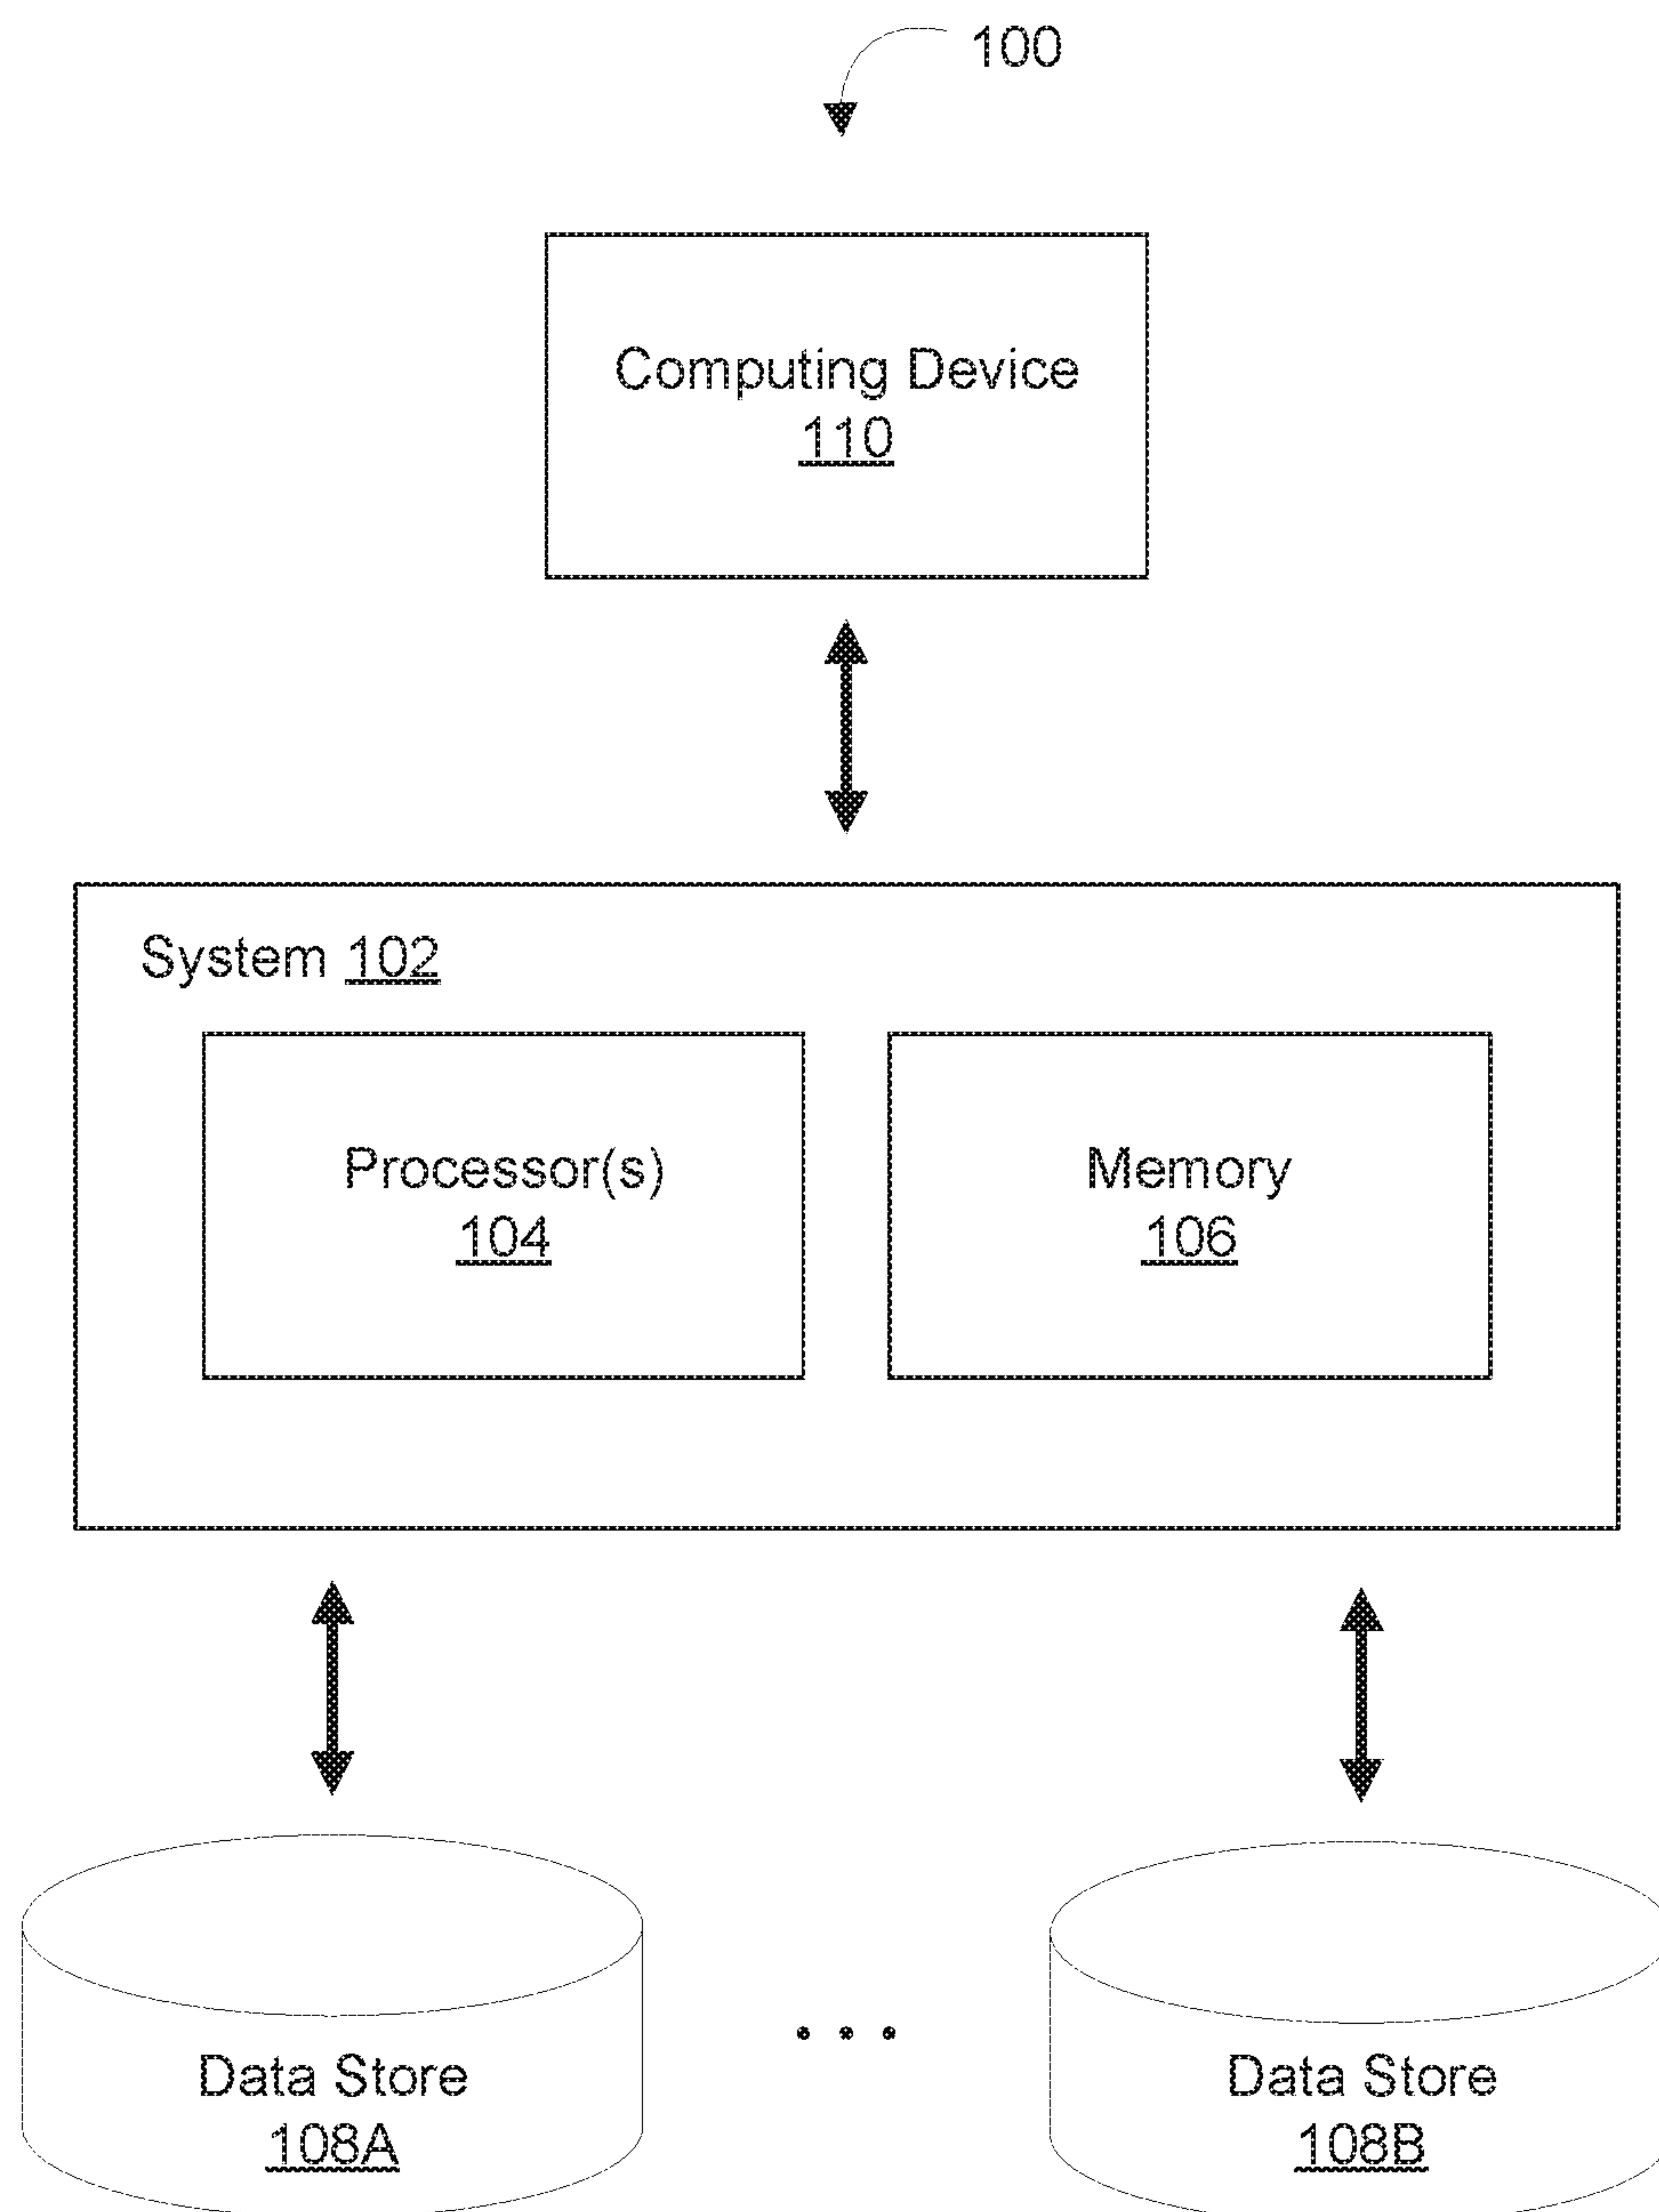 100
Computing Device
110
System 102
Processor(s)
104
Memory
106
Data Store
108A
Data Store
108B